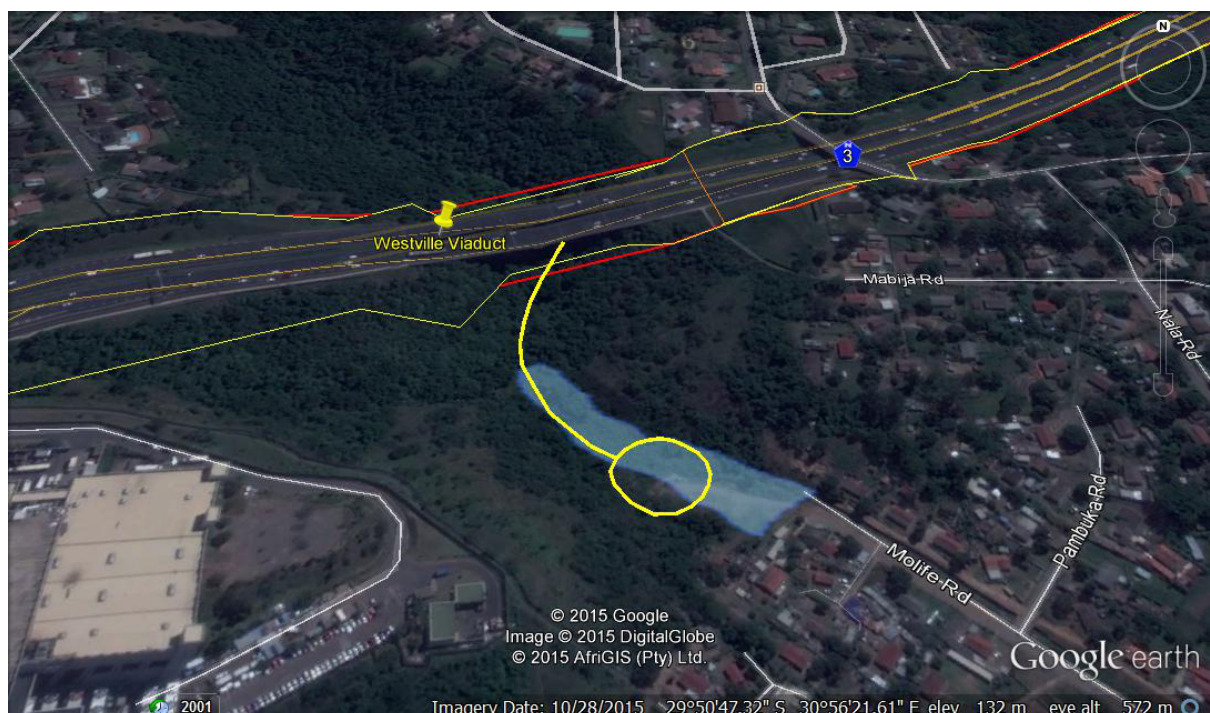 N
3
Westville Viaduct
Mabija Rd
Nala Rd
Pambuka Rd
Molife Rd
© 2015 Google
Image © 2015 DigitalGlobe
© 2015 AfriGIS (Pty) Ltd.
Google earth
2001
Imagery Date: 10/28/2015 29°50'47.32" S 30°56'21.61" E elev 132 m eye alt 572 m